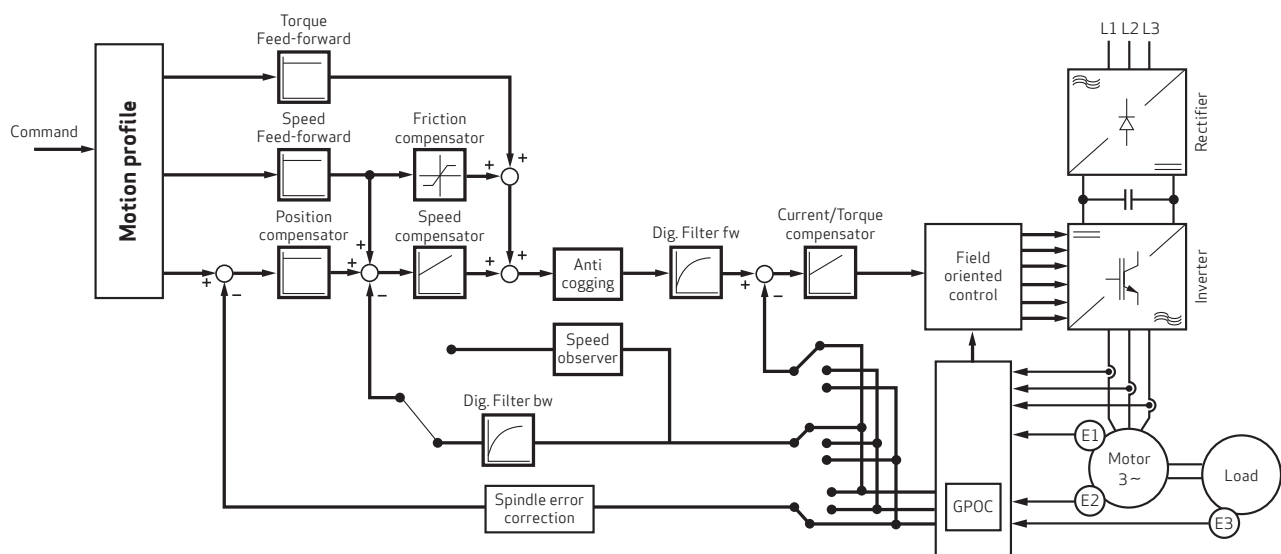 Torque
Feed-forward
L1 L2 L3
Rectifier
Command
Motion profile
Speed
Feed-forward
Friction
compensator
+
+
+
Position
compensator
Speed
compensator
+
+
+
+
+
−
−
Anti
cogging
Dig. Filter fw
+
−
Current/Torque
compensator
Field
oriented
control
Inverter
Speed
observer
Dig. Filter bw
Spindle error
correction
GPOC
E1
E2
E3
Motor
3~
Load